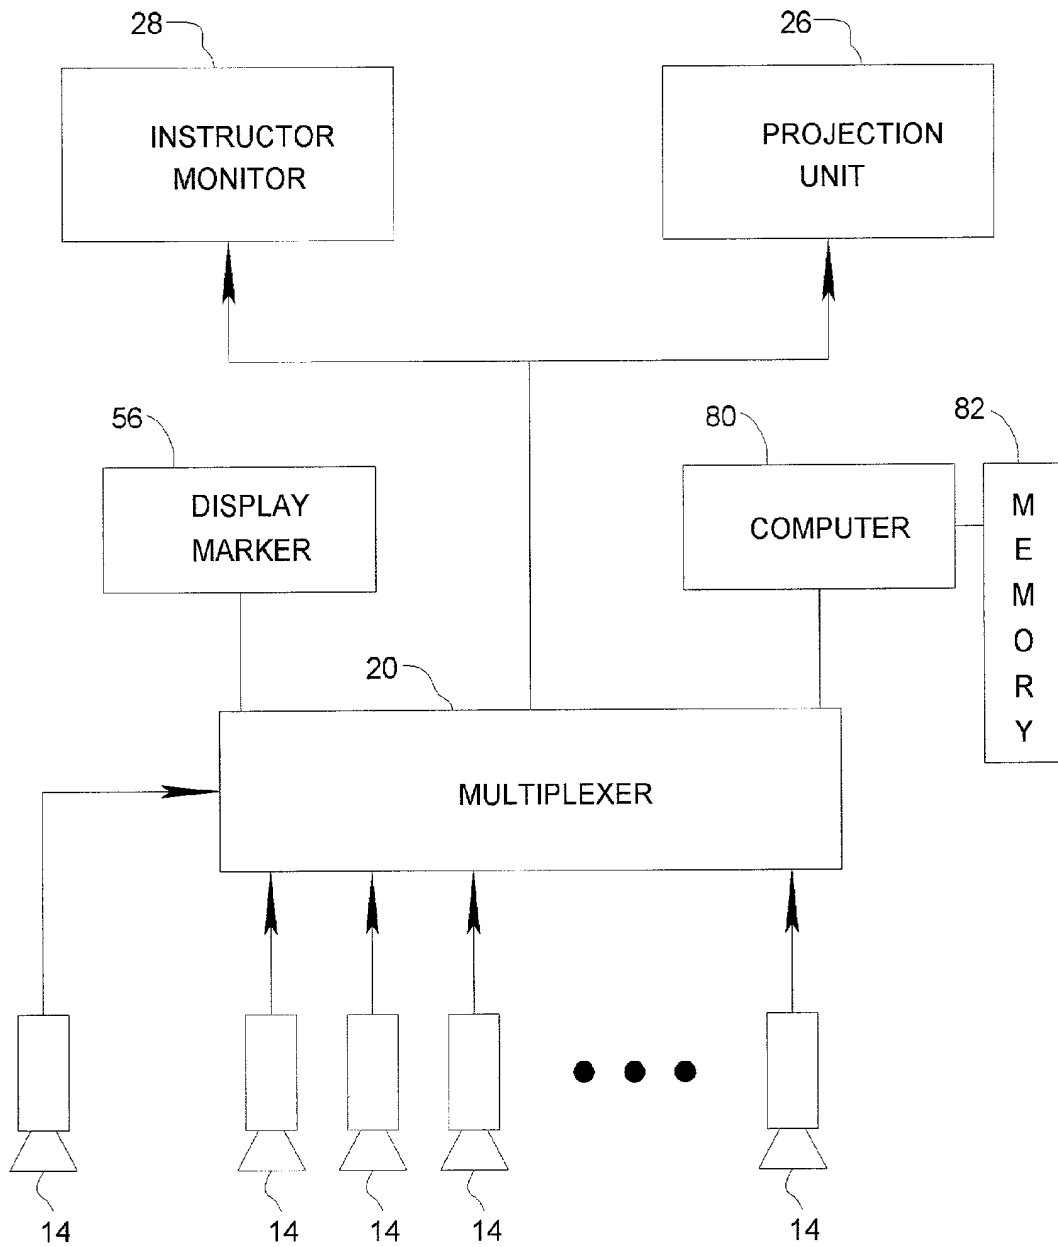 28
26
INSTRUCTOR
MONITOR
PROJECTION
UNIT
56
80
82
DISPLAY
MARKER
COMPUTER
M
E
M
O
R
Y
20
MULTIPLEXER
14
14
14
14
14